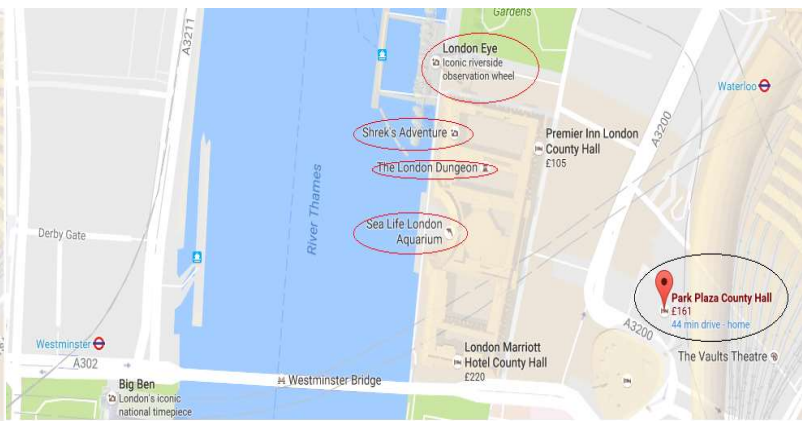 Gardens
A3211
London Eye
Iconic riverside
observation wheel
Waterloo
Shrek's Adventure
Premier Inn London
County Hall
£105
A3200
The London Dungeon
River Thames
Sea Life London
Aquarium
Derby Gate
Park Plaza County Hall
£161
44 min drive - home
A3200
Westminster
A302
London Marriott
Hotel County Hall
£220
The Vaults Theatre
Westminster Bridge
Big Ben
London's iconic
national timepiece